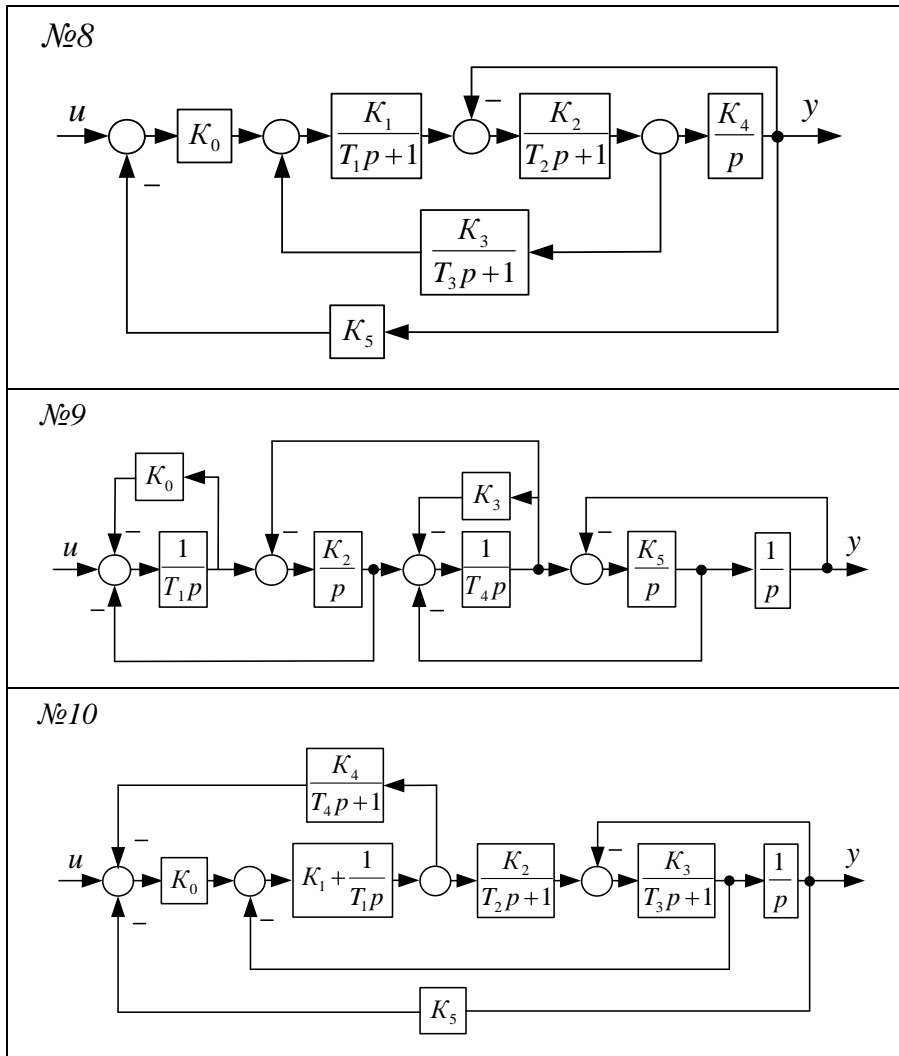 №8
u
−
K₀
K₁/(T₁p+1)
−
K₂/(T₂p+1)
K₄/p
y
K₃/(T₃p+1)
K₅
№9
K₀
−
u
−
1/(T₁p)
−
K₂/p
K₃
−
−
1/(T₄p)
−
K₅/p
1/p
y
№10
K₄/(T₄p+1)
−
u
−
K₀
−
K₁+1/(T₁p)
K₂/(T₂p+1)
−
K₃/(T₃p+1)
1/p
y
K₅